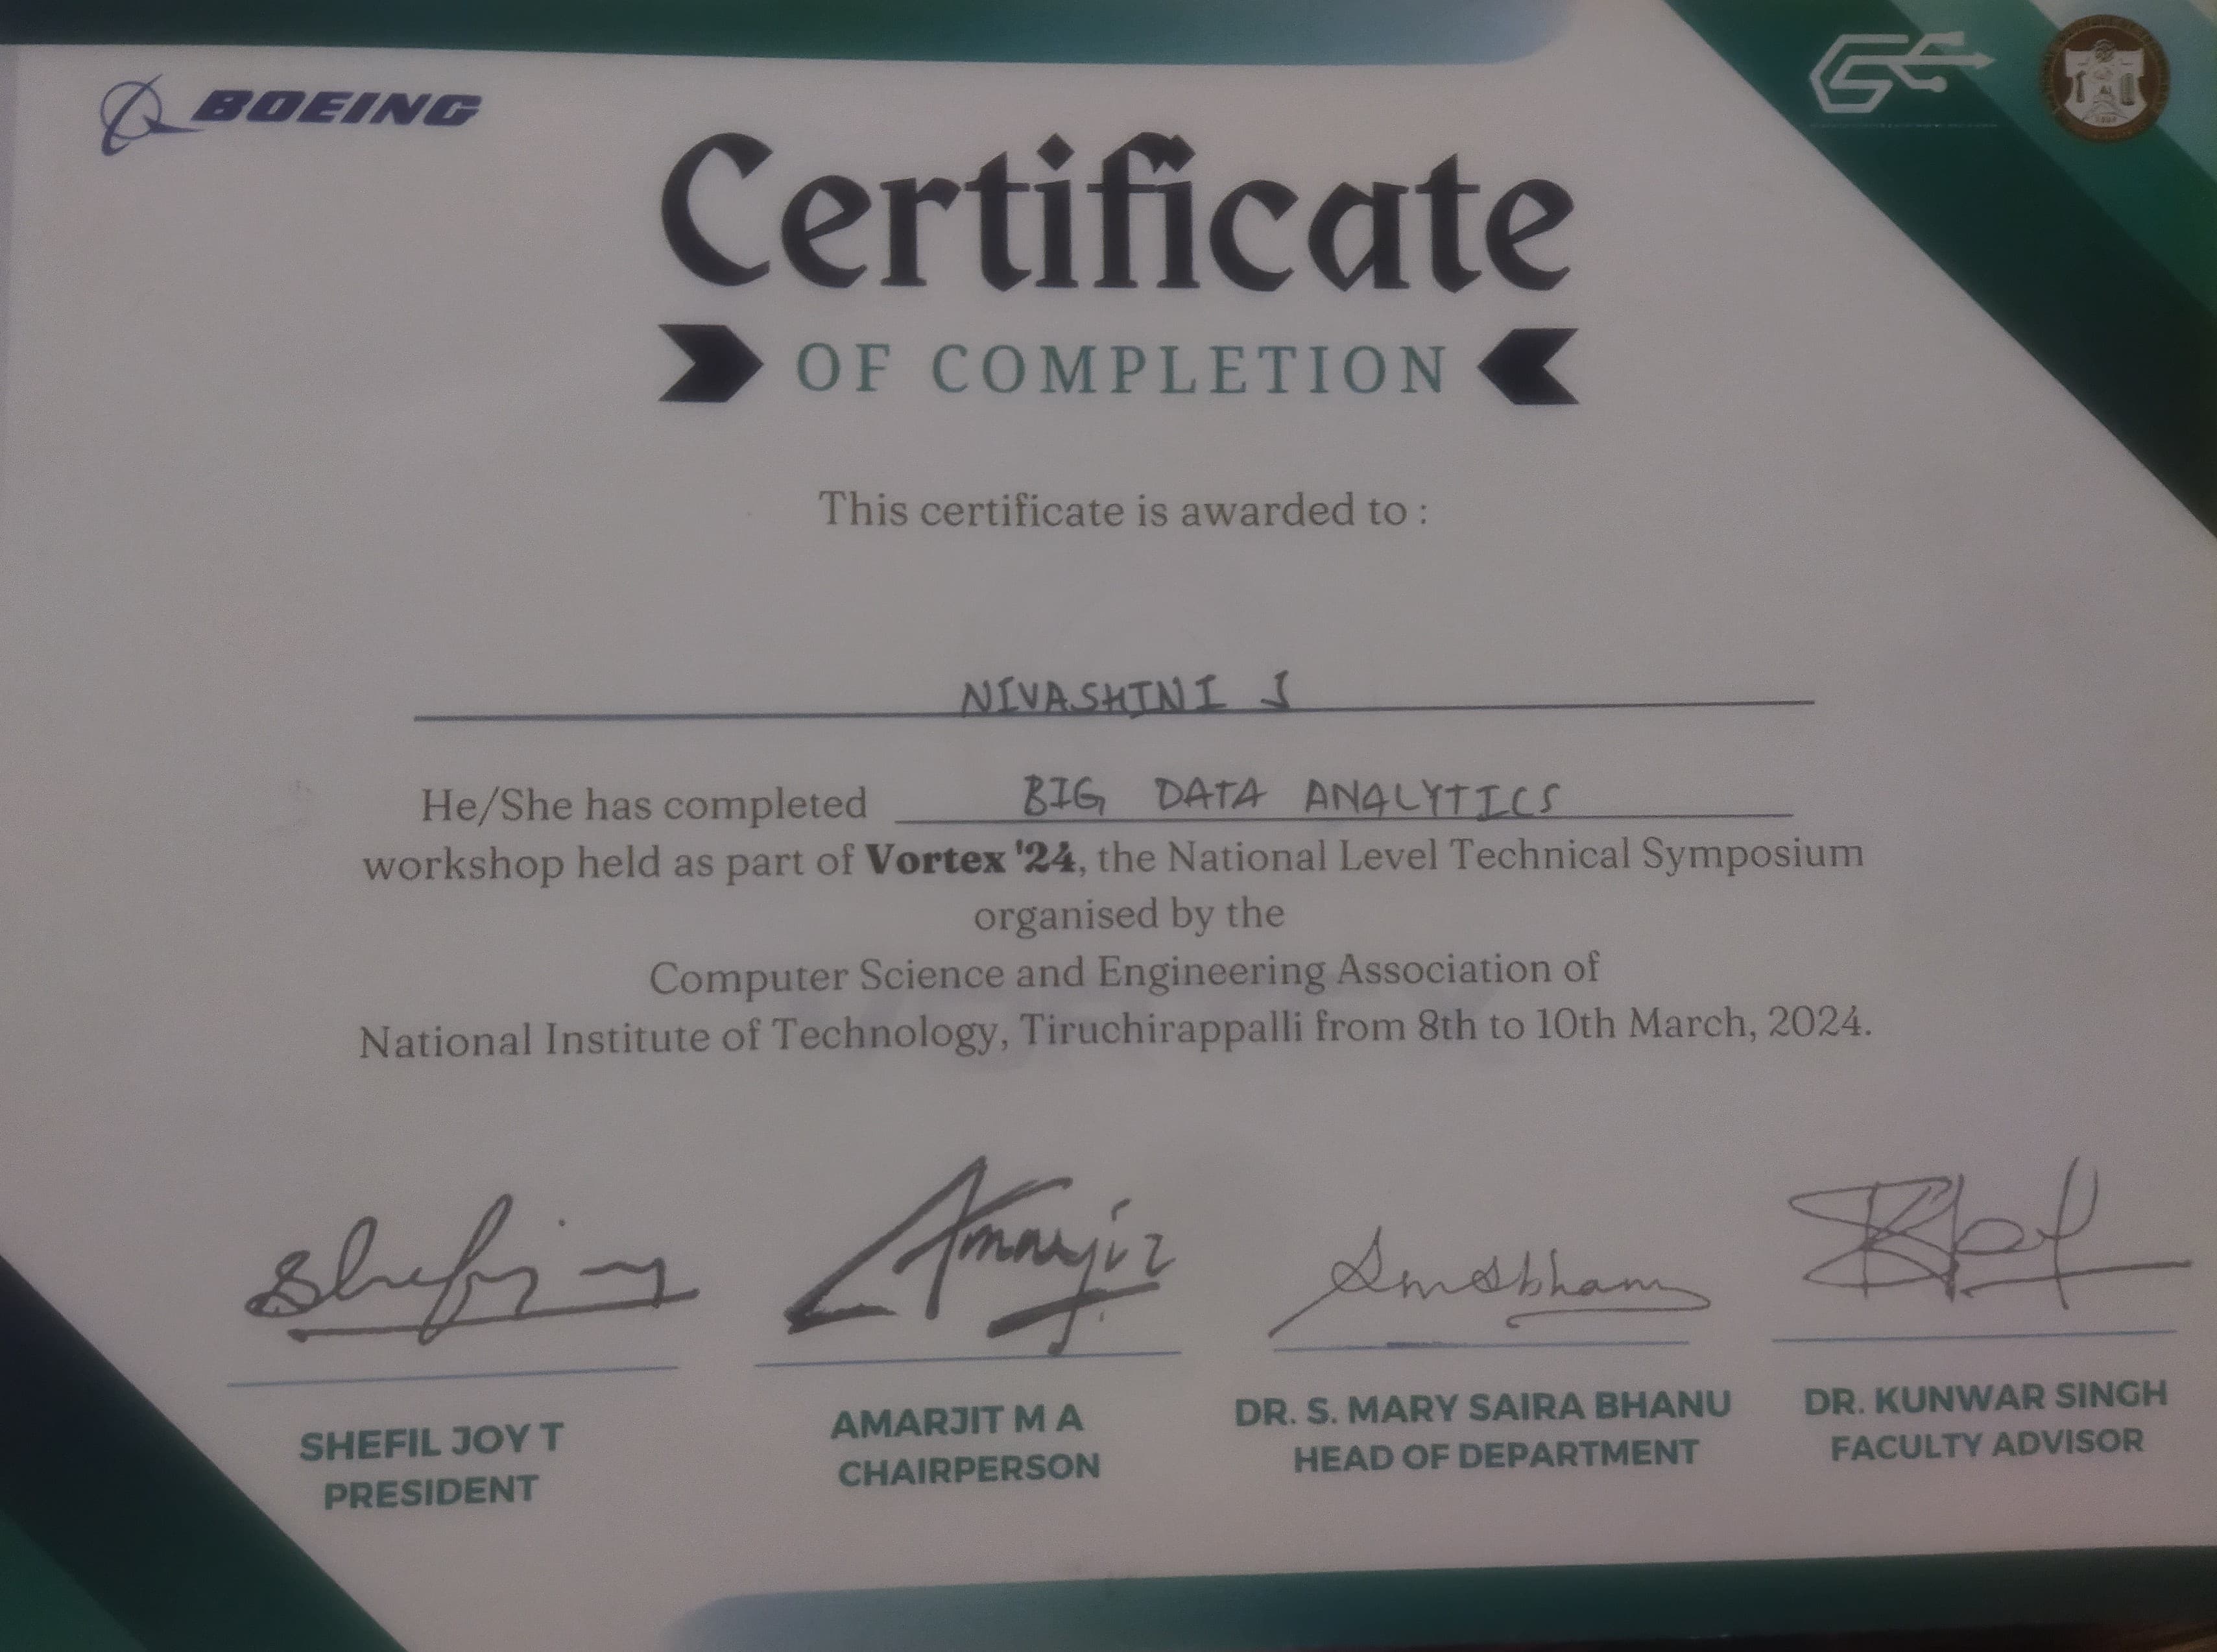 BOEING
Certificate
OF COMPLETION
This certificate is awarded to :
NIVASHINI J
He/She has completed BIG DATA ANALYTICS
workshop held as part of Vortex '24, the National Level Technical Symposium
organised by the
Computer Science and Engineering Association of
National Institute of Technology, Tiruchirappalli from 8th to 10th March, 2024.
SHEFIL JOY T
PRESIDENT
AMARJIT M A
CHAIRPERSON
DR. S. MARY SAIRA BHANU
HEAD OF DEPARTMENT
DR. KUNWAR SINGH
FACULTY ADVISOR